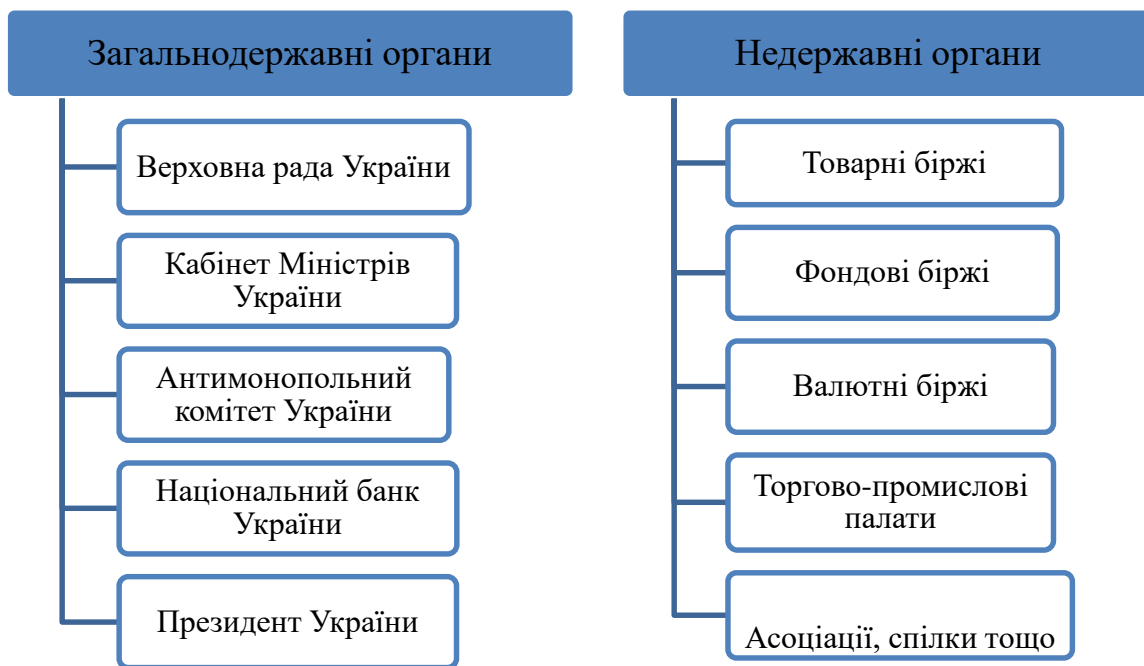 Загальнодержавні органи
Верховна рада України
Кабінет Міністрів
України
Антимонопольний
комітет України
Національний банк
України
Президент України
Недержавні органи
Товарні біржі
Фондові біржі
Валютні біржі
Торгово-промислові
палати
Асоціації, спілки тощо